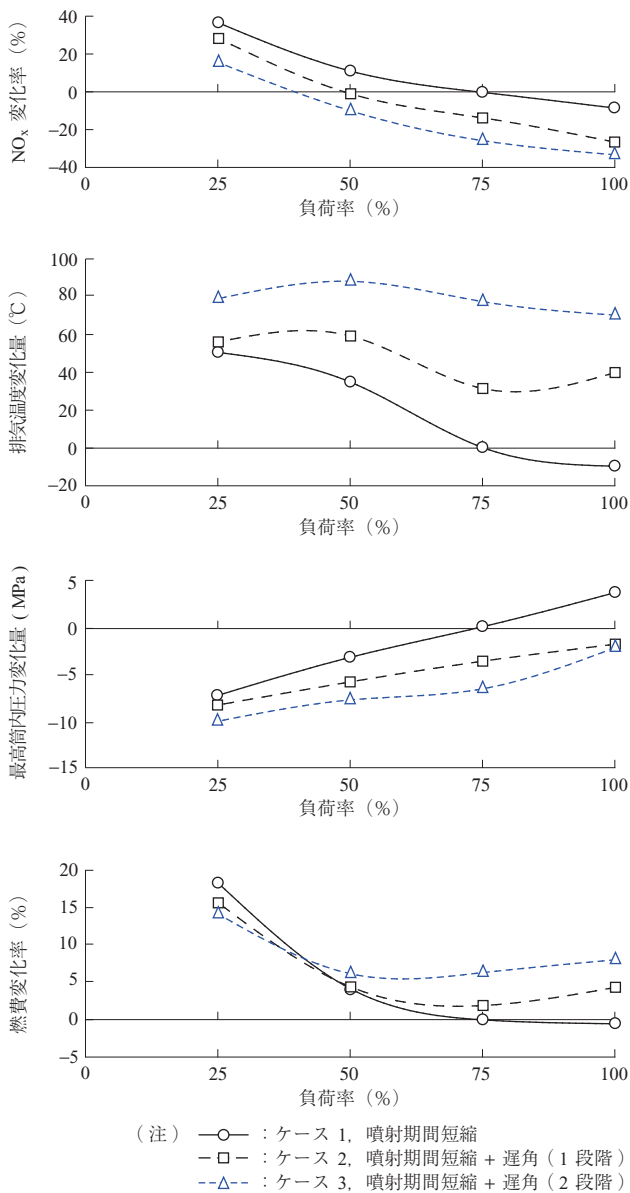 NOx 変化率（%）
40
20
0
−20
−40
0 25 50 75 100
負荷率（%）
排気温度変化量（℃）
100
80
60
40
20
0
−20
0 25 50 75 100
負荷率（%）
最高筒内圧力変化量（MPa）
5
0
−5
−10
−15
0 25 50 75 100
負荷率（%）
燃費変化率（%）
20
15
10
5
0
−5
0 25 50 75 100
負荷率（%）
（注） ：ケース 1，噴射期間短縮
：ケース 2，噴射期間短縮 + 遅角（1 段階）
：ケース 3，噴射期間短縮 + 遅角（2 段階）